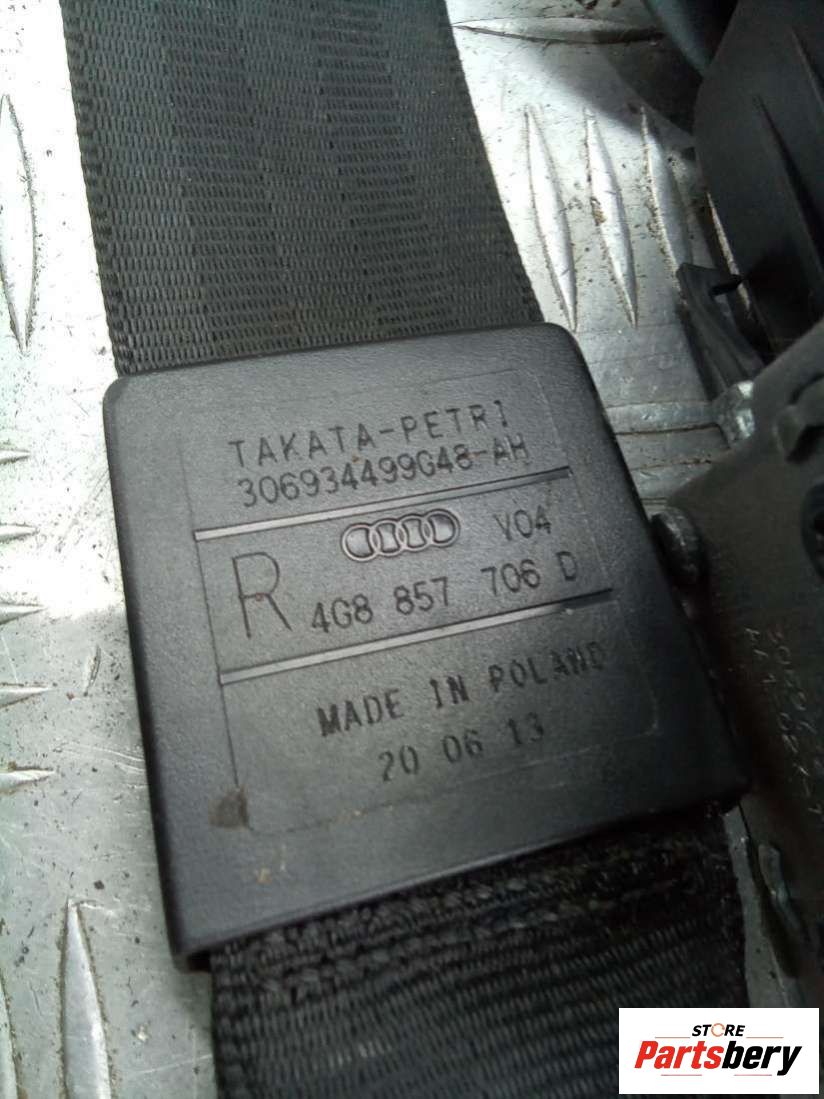 TAKATA-PETRI
306934499G48-AH
V04
R
4G8 857 706 D
MADE IN POLAND
20 06 13
STORE
Partsbery